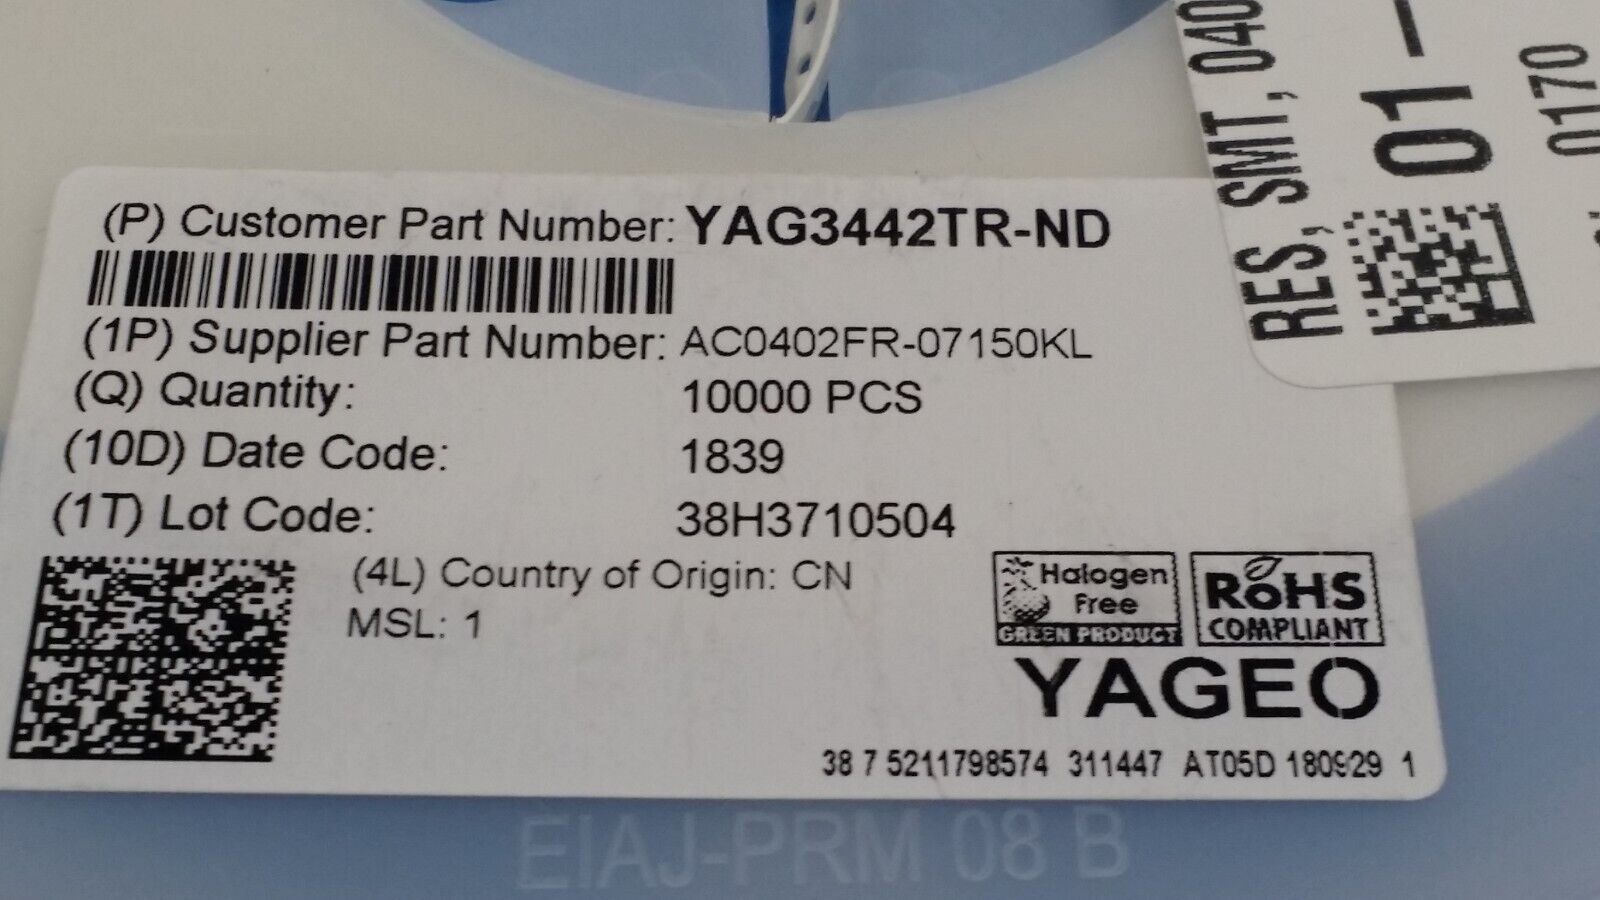 (P) Customer Part Number: YAG3442TR-ND
(1P) Supplier Part Number: AC0402FR-07150KL
(Q) Quantity: 10000 PCS
(10D) Date Code: 1839
(1T) Lot Code: 38H3710504
(4L) Country of Origin: CN
MSL: 1
Halogen
Free
GREEN PRODUCT
RoHS
COMPLIANT
YAGEO
38 7 5211798574 311447 AT05D 180929 1
EIAJ-PRM 08 B
RES, SMT, 040
01 –
0170